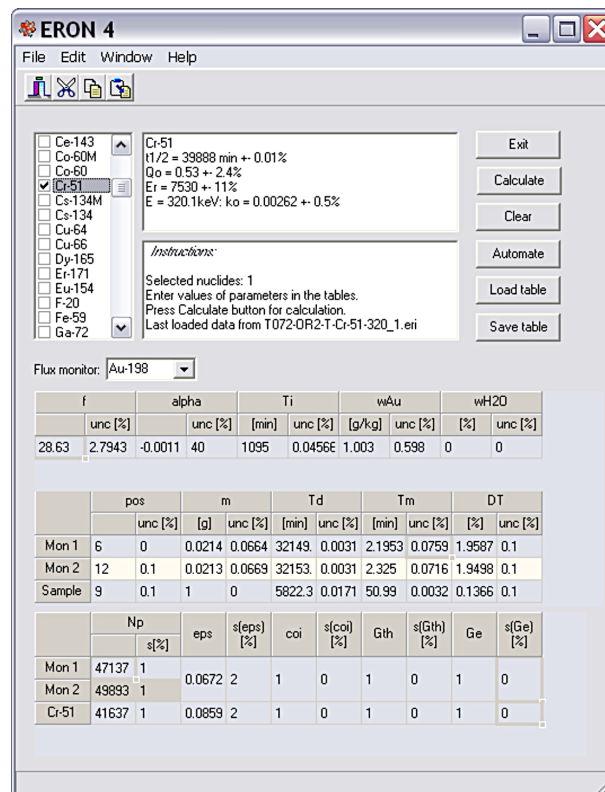 ERON 4
File Edit Window Help
Ce-143
Co-60M
Co-60
Cr-51
Cs-134M
Cs-134
Cu-64
Cu-66
Dy-165
Er-171
Eu-154
F-20
Fe-59
Ga-72
Cr-51
t1/2 = 39888 min +- 0.01%
Qo = 0.53 +- 2.4%
Er = 7530 +- 11%
E = 320.1keV: ko = 0.00262 +- 0.5%
Instructions:
Selected nuclides: 1
Enter values of parameters in the tables.
Press Calculate button for calculation.
Last loaded data from T072-OR2-T-Cr-51-320_1.eri
Exit
Calculate
Clear
Automate
Load table
Save table
Flux monitor: Au-198
f alpha Ti wAu wH2O
unc [%] unc [%] [min] unc [%] [g/kg] unc [%] [%] unc [%]
28.63 2.7943 -0.0011 40 1095 0.04566 1.003 0.598 0 0
pos m Td Tm DT
unc [%] [g] unc [%] [min] unc [%] [min] unc [%] [%] unc [%]
Mon 1 6 0 0.0214 0.0664 32149. 0.0031 2.1953 0.0759 1.9587 0.1
Mon 2 12 0.1 0.0213 0.0669 32153. 0.0031 2.325 0.0716 1.9498 0.1
Sample 9 0.1 1 0 5822.3 0.0171 50.99 0.0032 0.1366 0.1
Np eps s(eps) [%] coi s(coi) [%] Gth s(Gth) [%] Ge s(Ge) [%]
s[%]
Mon 1 47137 1 0.0672 2 1 0 1 0 1 0
Mon 2 49893 1
Cr-51 41637 1 0.0859 2 1 0 1 0 1 0